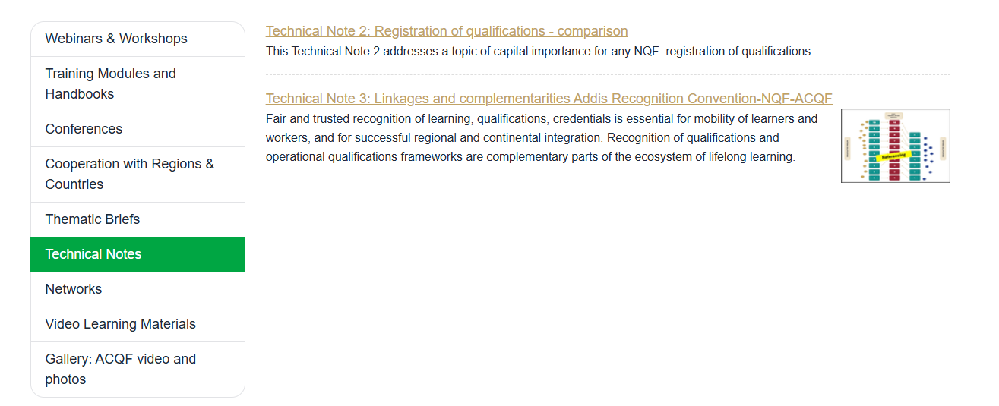 Webinars & Workshops
Training Modules and
Handbooks
Conferences
Cooperation with Regions &
Countries
Thematic Briefs
Technical Notes
Networks
Video Learning Materials
Gallery: ACQF video and
photos
Technical Note 2: Registration of qualifications - comparison
This Technical Note 2 addresses a topic of capital importance for any NQF: registration of qualifications.
Technical Note 3: Linkages and complementarities Addis Recognition Convention-NQF-ACQF
Fair and trusted recognition of learning, qualifications, credentials is essential for mobility of learners and
workers, and for successful regional and continental integration. Recognition of qualifications and
operational qualifications frameworks are complementary parts of the ecosystem of lifelong learning.
Referencing